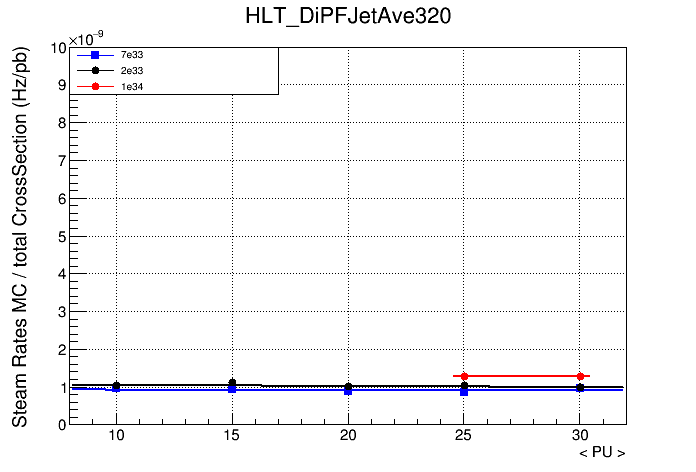 HLT_DiPFJetAve320
×10⁻⁹
Steam Rates MC / total CrossSection (Hz/pb)
7e33
2e33
1e34
10
9
8
7
6
5
4
3
2
1
0
10 15 20 25 30
< PU >